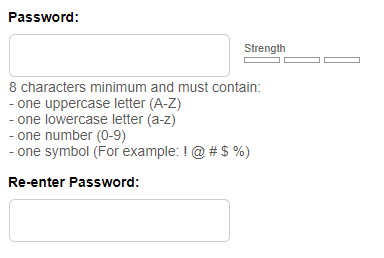 Password:
Strength
8 characters minimum and must contain:
- one uppercase letter (A-Z)
- one lowercase letter (a-z)
- one number (0-9)
- one symbol (For example: ! @ # $ %)
Re-enter Password: